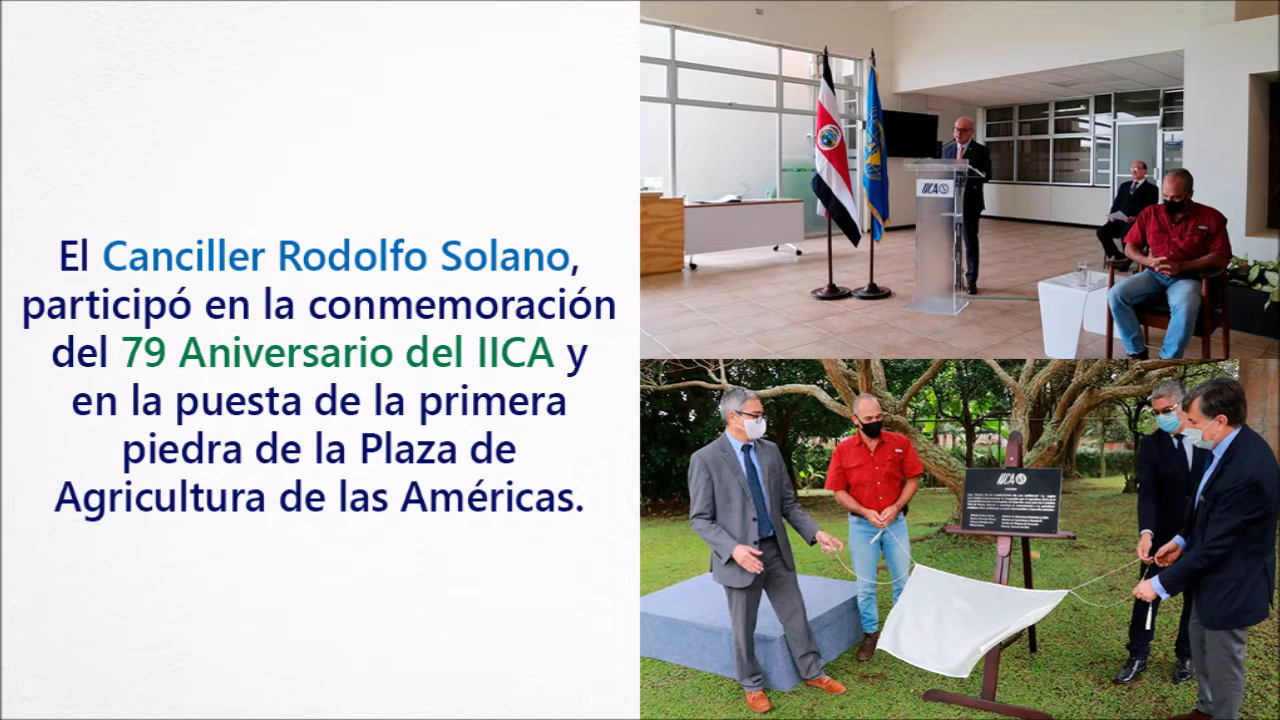 El Canciller Rodolfo Solano,
participó en la conmemoración
del 79 Aniversario del IICA y
en la puesta de la primera
piedra de la Plaza de
Agricultura de las Américas.
IICA
IICA